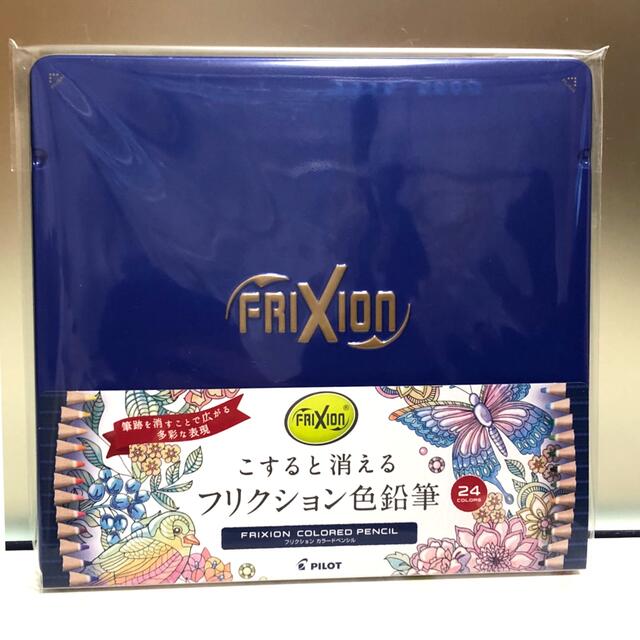 FRIXION
筆跡を消すことで広がる
多彩な表現
FRIXION®
こすると消える
フリクション色鉛筆
24
COLORS
FRIXION COLORED PENCIL
フリクション カラードペンシル
PILOT